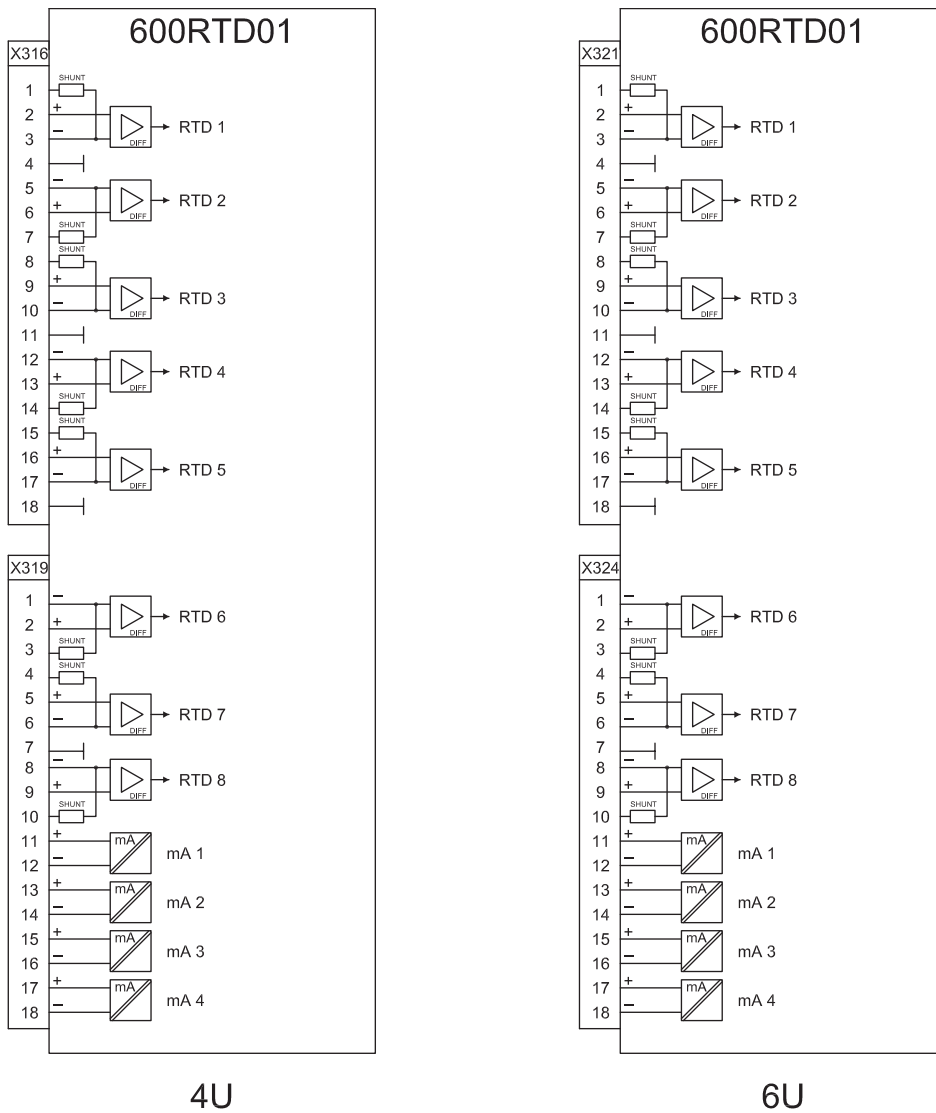 600RTD01
X316
SHUNT
1
+
2
−
3
DIFF
RTD 1
4
−
5
+
6
DIFF
RTD 2
7
SHUNT
8
SHUNT
+
9
−
10
DIFF
RTD 3
11
−
12
+
13
DIFF
RTD 4
14
SHUNT
15
SHUNT
+
16
−
17
DIFF
RTD 5
18
X319
−
1
+
2
DIFF
RTD 6
3
SHUNT
4
SHUNT
+
5
−
6
DIFF
RTD 7
7
−
8
+
9
DIFF
RTD 8
10
SHUNT
+
11
−
12
mA
mA 1
+
13
−
14
mA
mA 2
+
15
−
16
mA
mA 3
+
17
−
18
mA
mA 4
4U
600RTD01
X321
SHUNT
1
+
2
−
3
DIFF
RTD 1
4
−
5
+
6
DIFF
RTD 2
7
SHUNT
8
SHUNT
+
9
−
10
DIFF
RTD 3
11
−
12
+
13
DIFF
RTD 4
14
SHUNT
15
SHUNT
+
16
−
17
DIFF
RTD 5
18
X324
−
1
+
2
DIFF
RTD 6
3
SHUNT
4
SHUNT
+
5
−
6
DIFF
RTD 7
7
−
8
+
9
DIFF
RTD 8
10
SHUNT
+
11
−
12
mA
mA 1
+
13
−
14
mA
mA 2
+
15
−
16
mA
mA 3
+
17
−
18
mA
mA 4
6U